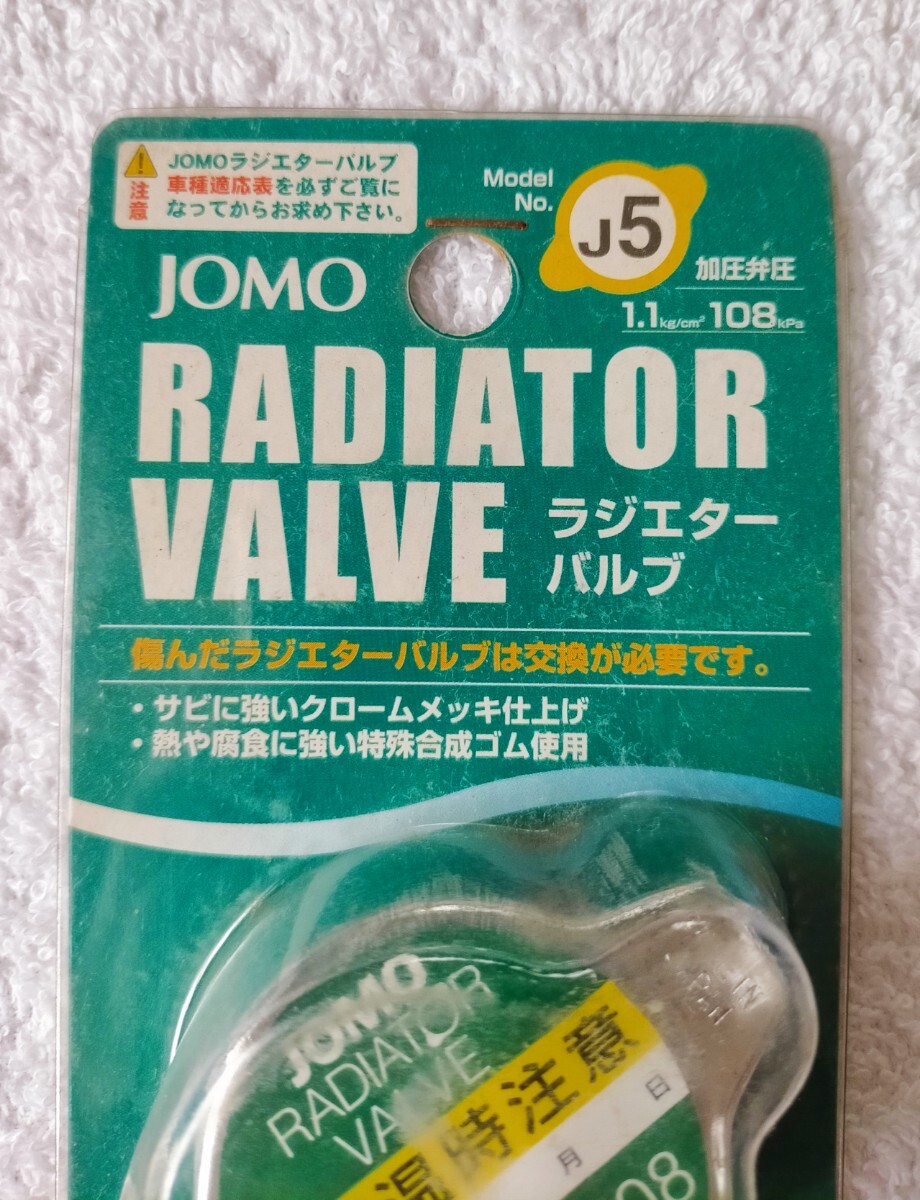 注意
JOMOラジエターバルブ
車種適応表を必ずご覧に
なってからお求め下さい。
Model
No.
J5
JOMO
加圧弁圧
1.1kg/cm² 108kPa
RADIATOR
VALVE
ラジエター
バルブ
傷んだラジエターバルブは交換が必要です。
・サビに強いクロームメッキ仕上げ
・熱や腐食に強い特殊合成ゴム使用
JOMO
RADIATOR
VALVE
温時注意
月 日
08